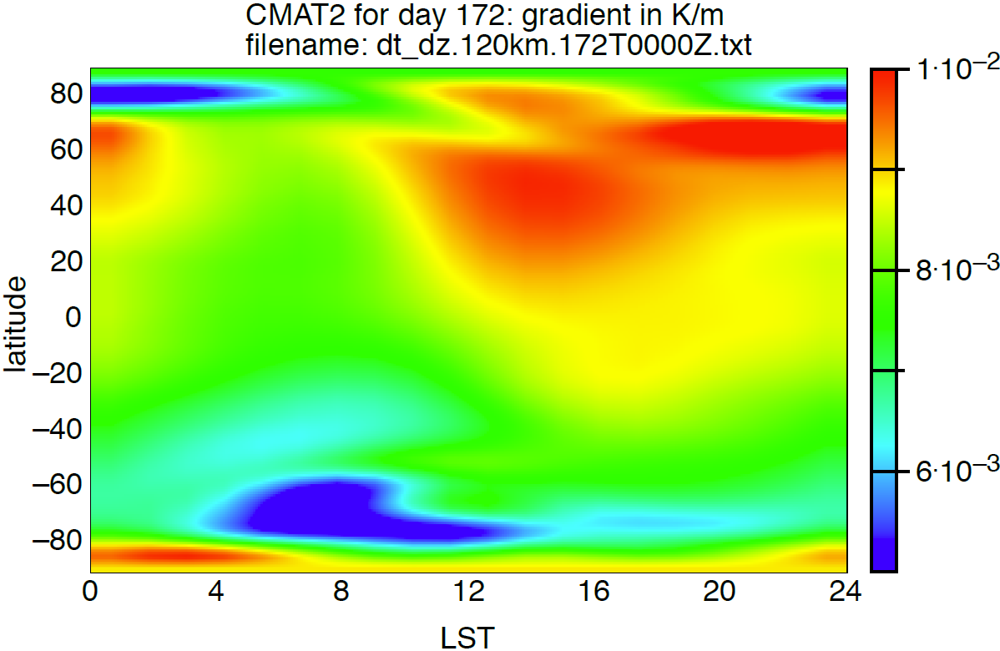 CMAT2 for day 172: gradient in K/m
filename: dt_dz.120km.172T0000Z.txt
1·10⁻²
8·10⁻³
6·10⁻³
latitude
80
60
40
20
0
−20
−40
−60
−80
0 4 8 12 16 20 24
LST